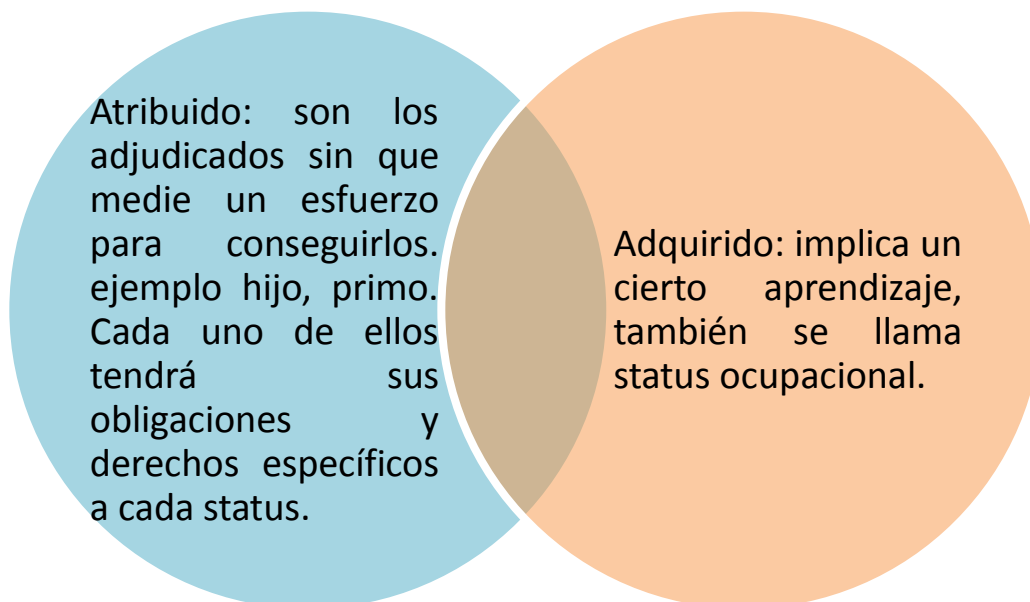 Atribuido: son los
adjudicados sin que
medie un esfuerzo
para conseguirlos.
ejemplo hijo, primo.
Cada uno de ellos
tendrá sus
obligaciones y
derechos específicos
a cada status.
Adquirido: implica un
cierto aprendizaje,
también se llama
status ocupacional.